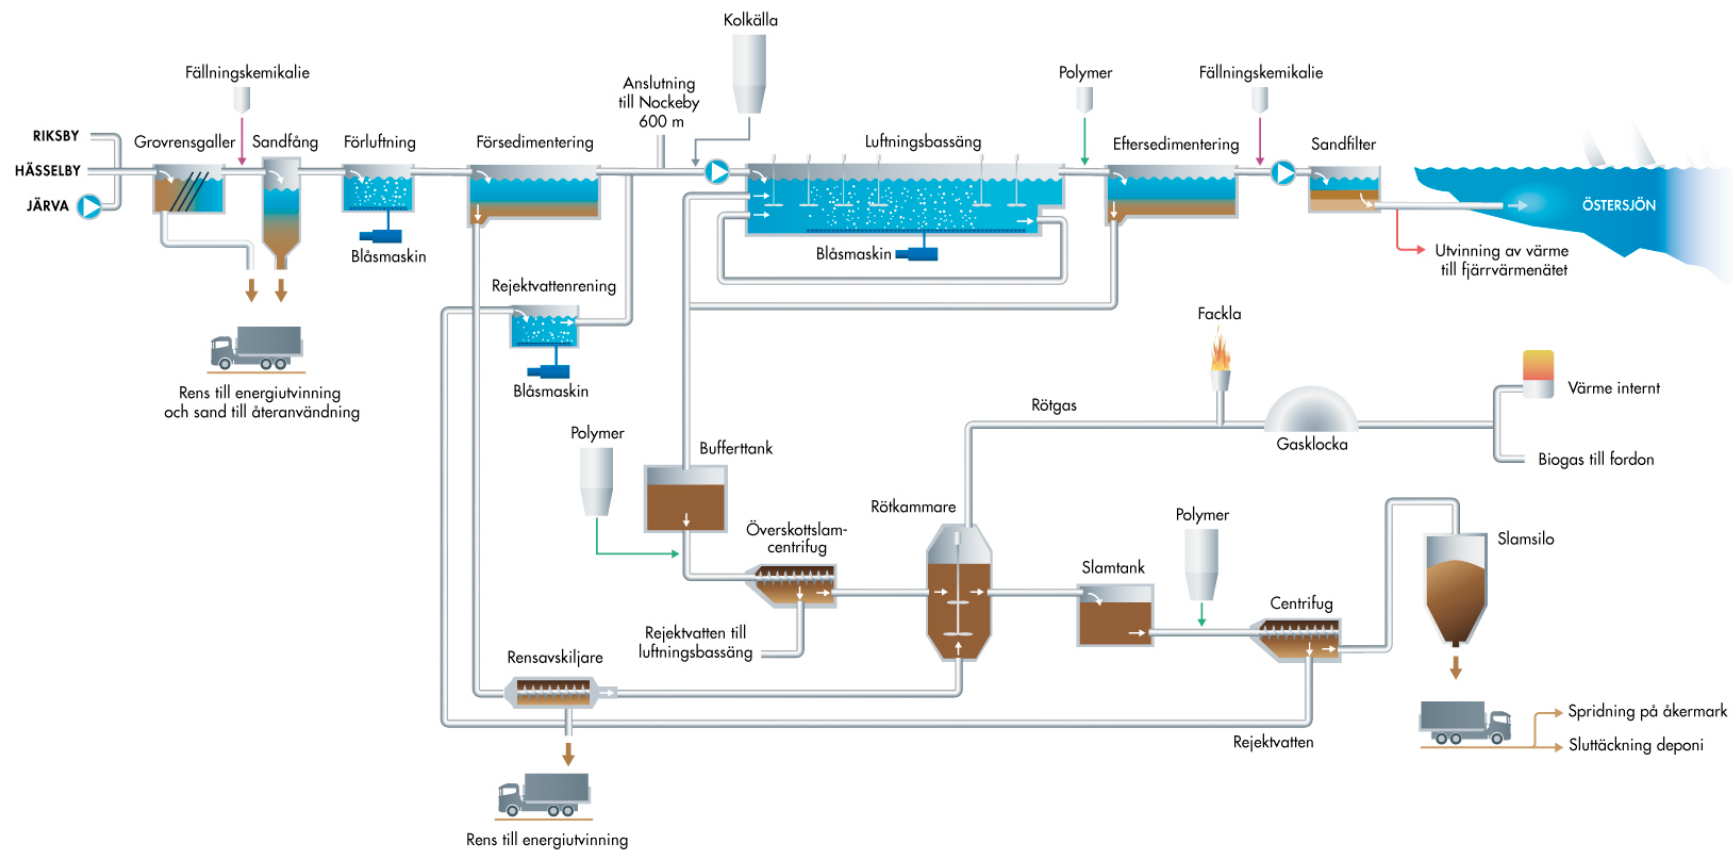 Kolkälla
Fällningskemikalie
Anslutning
till Nockeby
600 m
Polymer
Fällningskemikalie
RIKSBY
HÄSSELBY
JÄRVA
Grovrensgaller
Sandfång
Förluftning
Försedimentering
Luftningsbassäng
Eftersedimentering
Sandfilter
ÖSTERSJÖN
Blåsmaskin
Blåsmaskin
Utvinning av värme
till fjärrvärmenätet
Rejektvattenrening
Blåsmaskin
Rens till energiutvinning
och sand till återanvändning
Fackla
Rötgas
Gasklocka
Värme internt
Biogas till fordon
Polymer
Bufferttank
Överskottslam-
centrifug
Rötkammare
Slamtank
Polymer
Centrifug
Slamsilo
Rejektvatten till
luftningsbassäng
Rensavskiljare
Rejektvatten
Spridning på åkermark
Sluttäckning deponi
Rens till energiutvinning